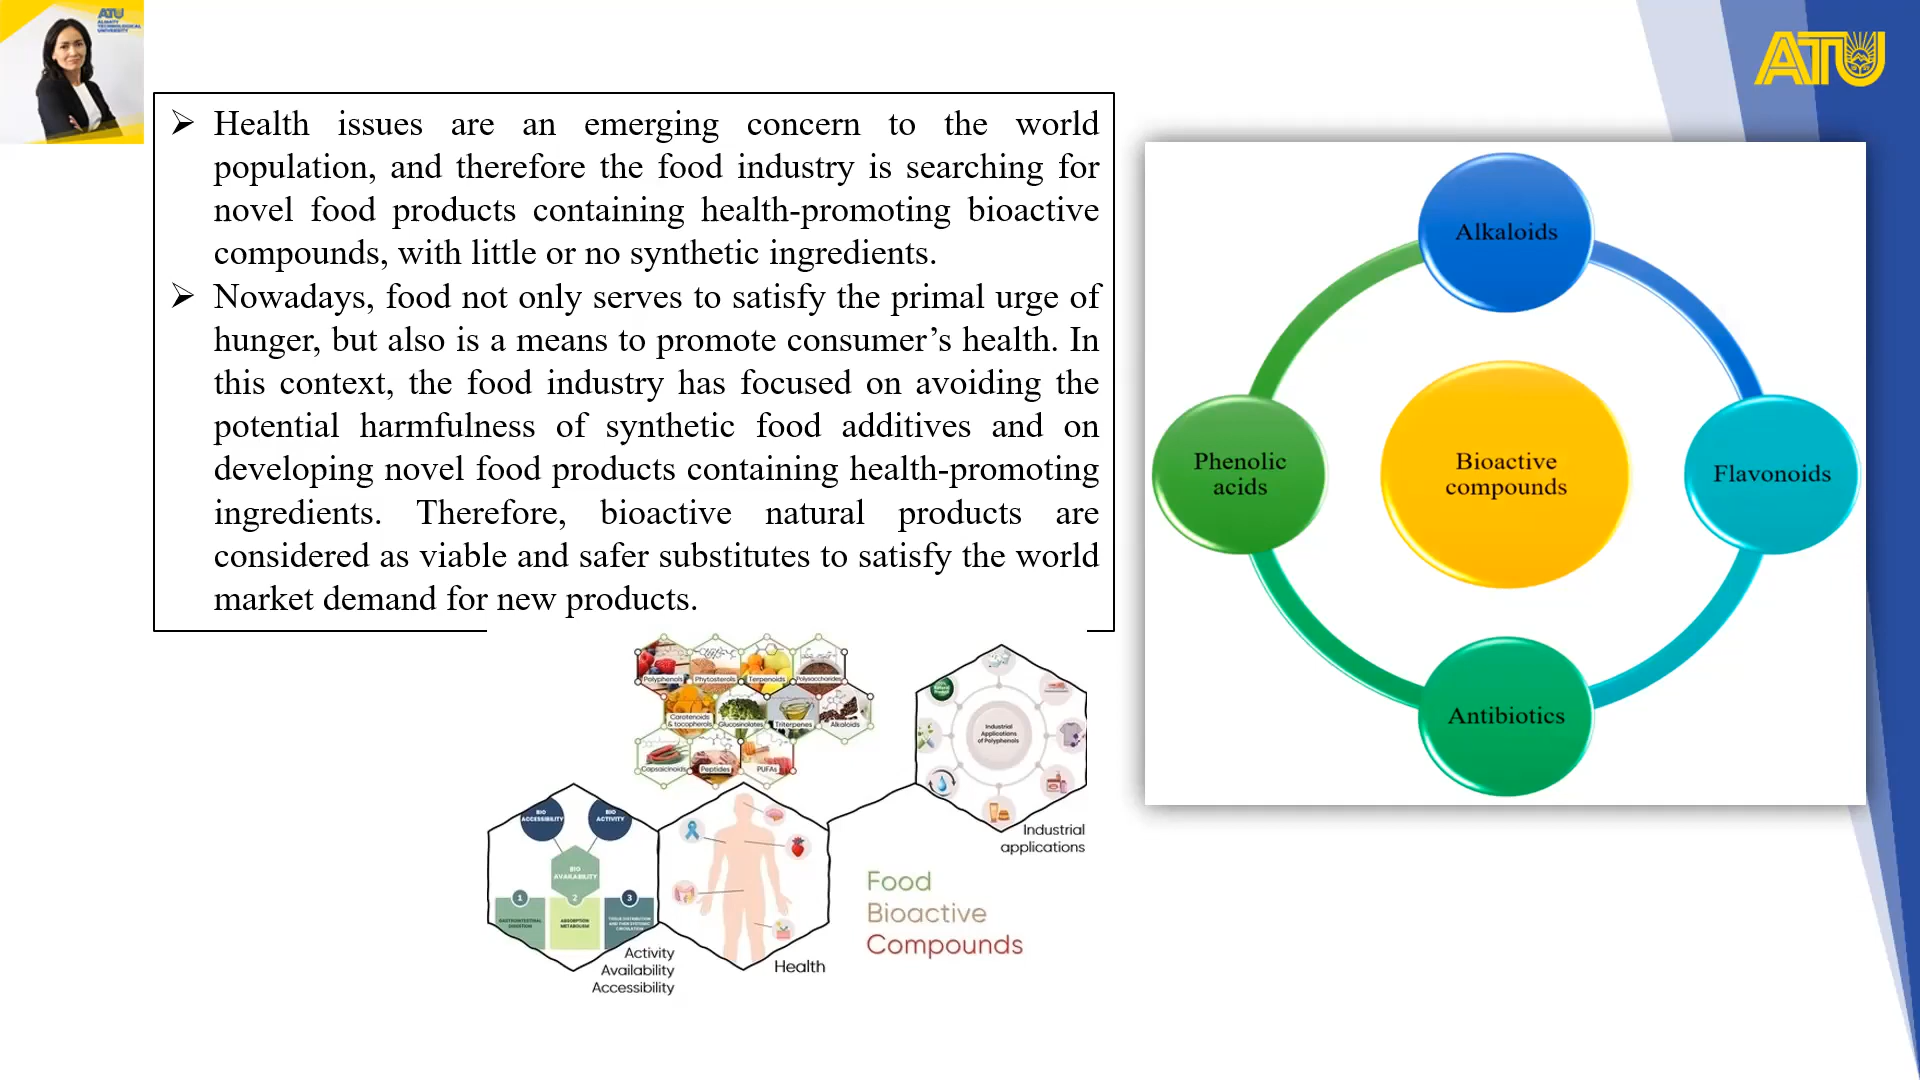 ATU
ALMATY
TECHNOLOGICAL
UNIVERSITY
ATU
➢ Health issues are an emerging concern to the world
population, and therefore the food industry is searching for
novel food products containing health-promoting bioactive
compounds, with little or no synthetic ingredients.
➢ Nowadays, food not only serves to satisfy the primal urge of
hunger, but also is a means to promote consumer’s health. In
this context, the food industry has focused on avoiding the
potential harmfulness of synthetic food additives and on
developing novel food products containing health-promoting
ingredients. Therefore, bioactive natural products are
considered as viable and safer substitutes to satisfy the world
market demand for new products.
Alkaloids
Phenolic
acids
Bioactive
compounds
Flavonoids
Antibiotics
Polyphenols
Phytosterols
Terpenoids
Polysaccharides
Carotenoids
& tocopherols
Glucosinolates
Triterpenes
Alkaloids
Capsaicinoids
Peptides
PUFAs
Industrial
Applications
of Polyphenols
Industrial
applications
BIO
ACCESSIBILITY
BIO
ACTIVITY
BIO
AVAILABILITY
1
2
3
GASTROINTESTINAL
DIGESTION
ABSORPTION
METABOLISM
TISSUE DISTRIBUTION
AND THEIR SYSTEMIC
CIRCULATION
Activity
Availability
Accessibility
Health
Food
Bioactive
Compounds